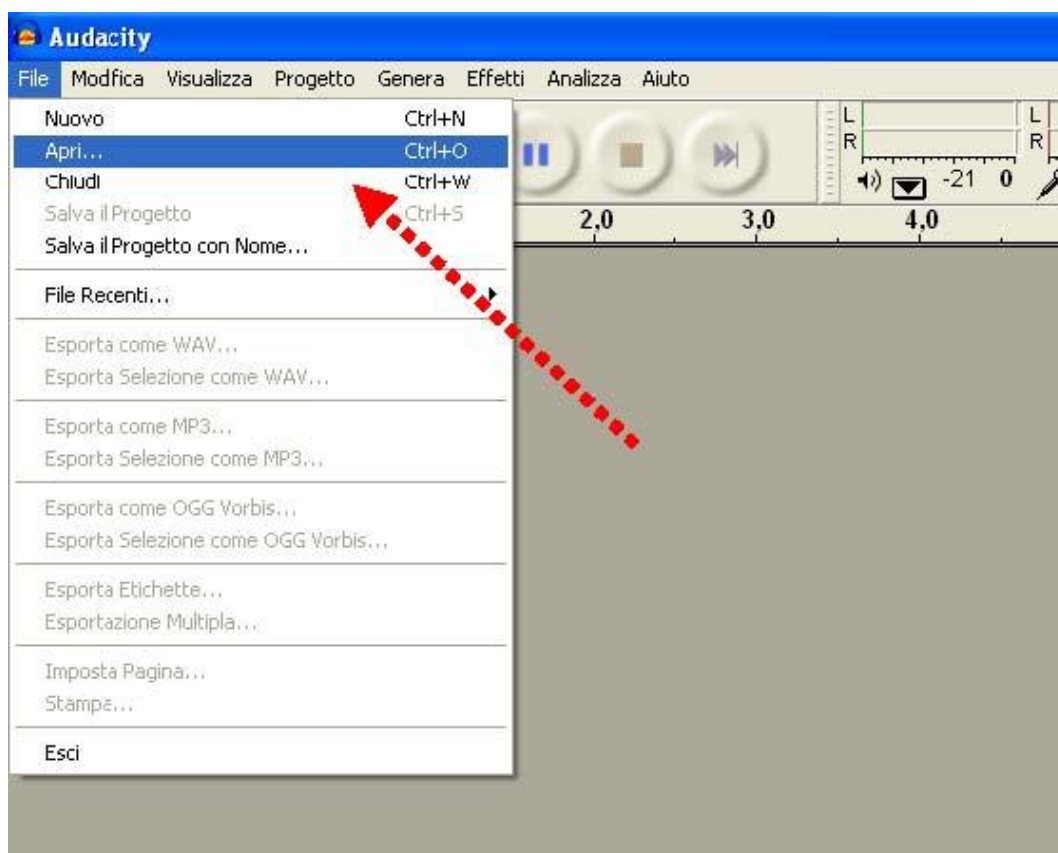 Audacity
File Modfica Visualizza Progetto Genera Effetti Analizza Aiuto
Nuovo Ctrl+N
Apri... Ctrl+O
Chiudi Ctrl+W
Salva il Progetto Ctrl+S
Salva il Progetto con Nome...
File Recenti...
Esporta come WAV...
Esporta Selezione come WAV...
Esporta come MP3...
Esporta Selezione come MP3...
Esporta come OGG Vorbis...
Esporta Selezione come OGG Vorbis...
Esporta Etichette...
Esportazione Multipla...
Imposta Pagina...
Stampa...
Esci
L L
R R
-21 0
2,0 3,0 4,0